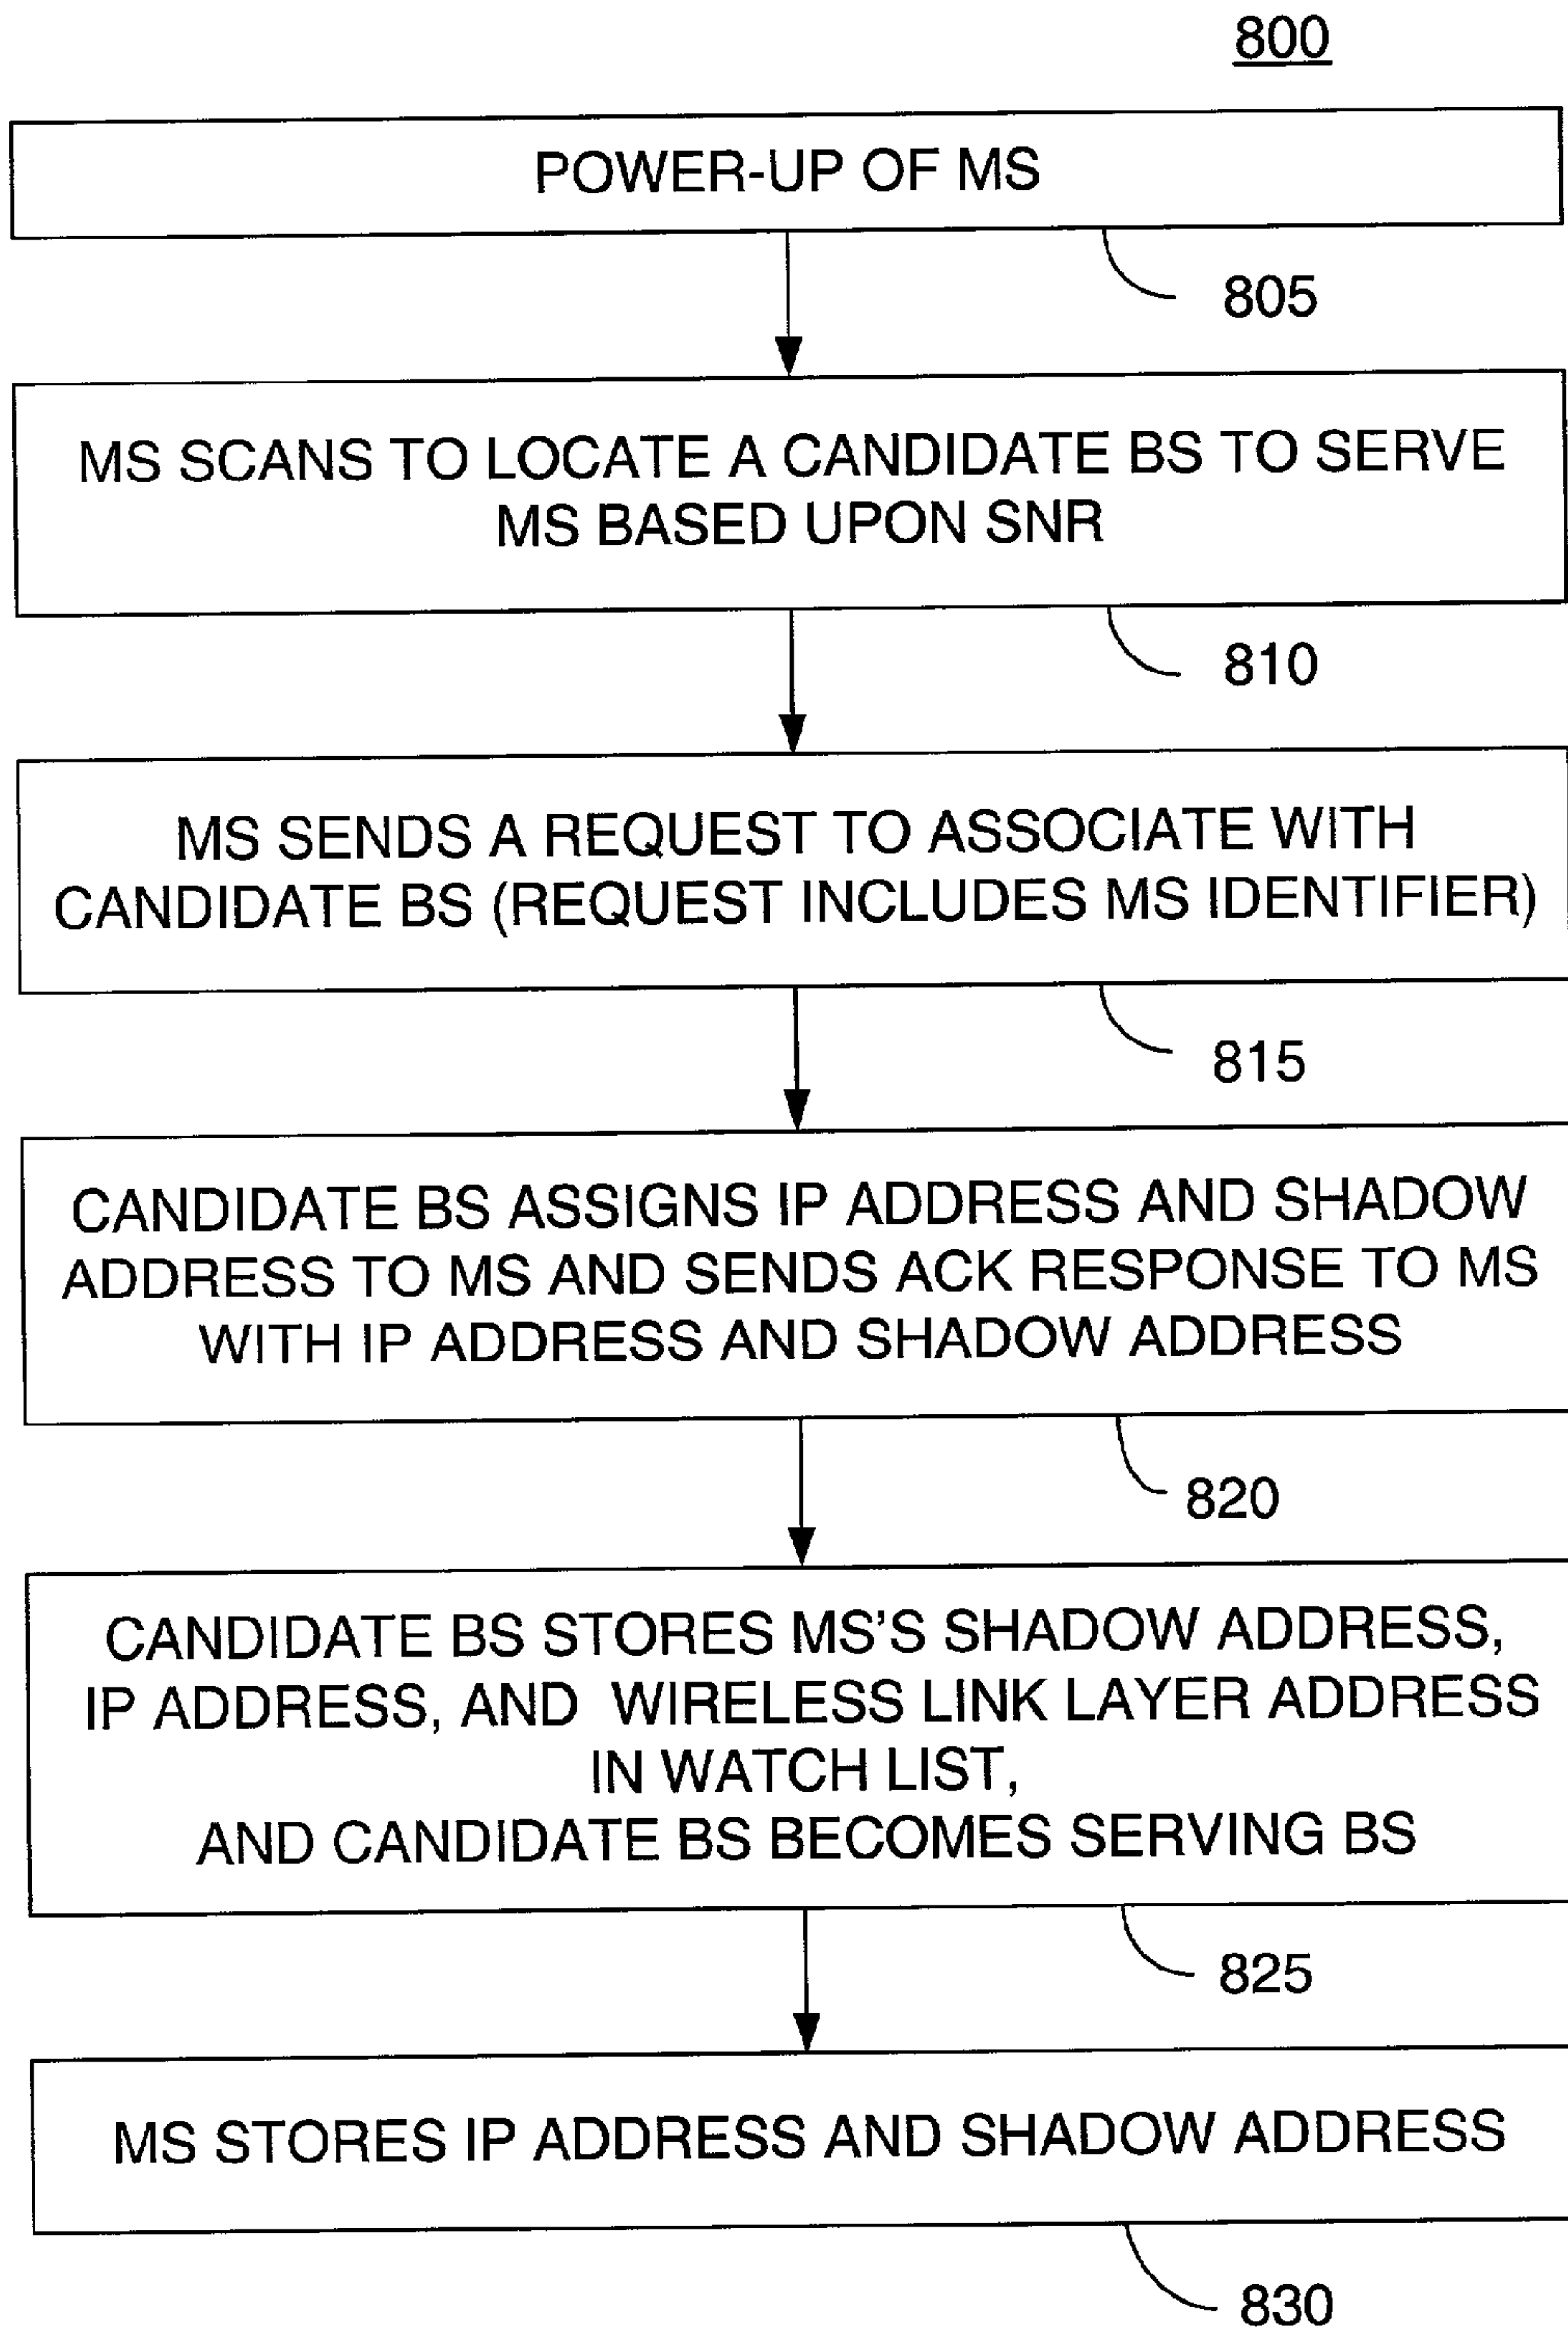 800
POWER-UP OF MS
805
MS SCANS TO LOCATE A CANDIDATE BS TO SERVE
MS BASED UPON SNR
810
MS SENDS A REQUEST TO ASSOCIATE WITH
CANDIDATE BS (REQUEST INCLUDES MS IDENTIFIER)
815
CANDIDATE BS ASSIGNS IP ADDRESS AND SHADOW
ADDRESS TO MS AND SENDS ACK RESPONSE TO MS
WITH IP ADDRESS AND SHADOW ADDRESS
820
CANDIDATE BS STORES MS'S SHADOW ADDRESS,
IP ADDRESS, AND WIRELESS LINK LAYER ADDRESS
IN WATCH LIST,
AND CANDIDATE BS BECOMES SERVING BS
825
MS STORES IP ADDRESS AND SHADOW ADDRESS
830